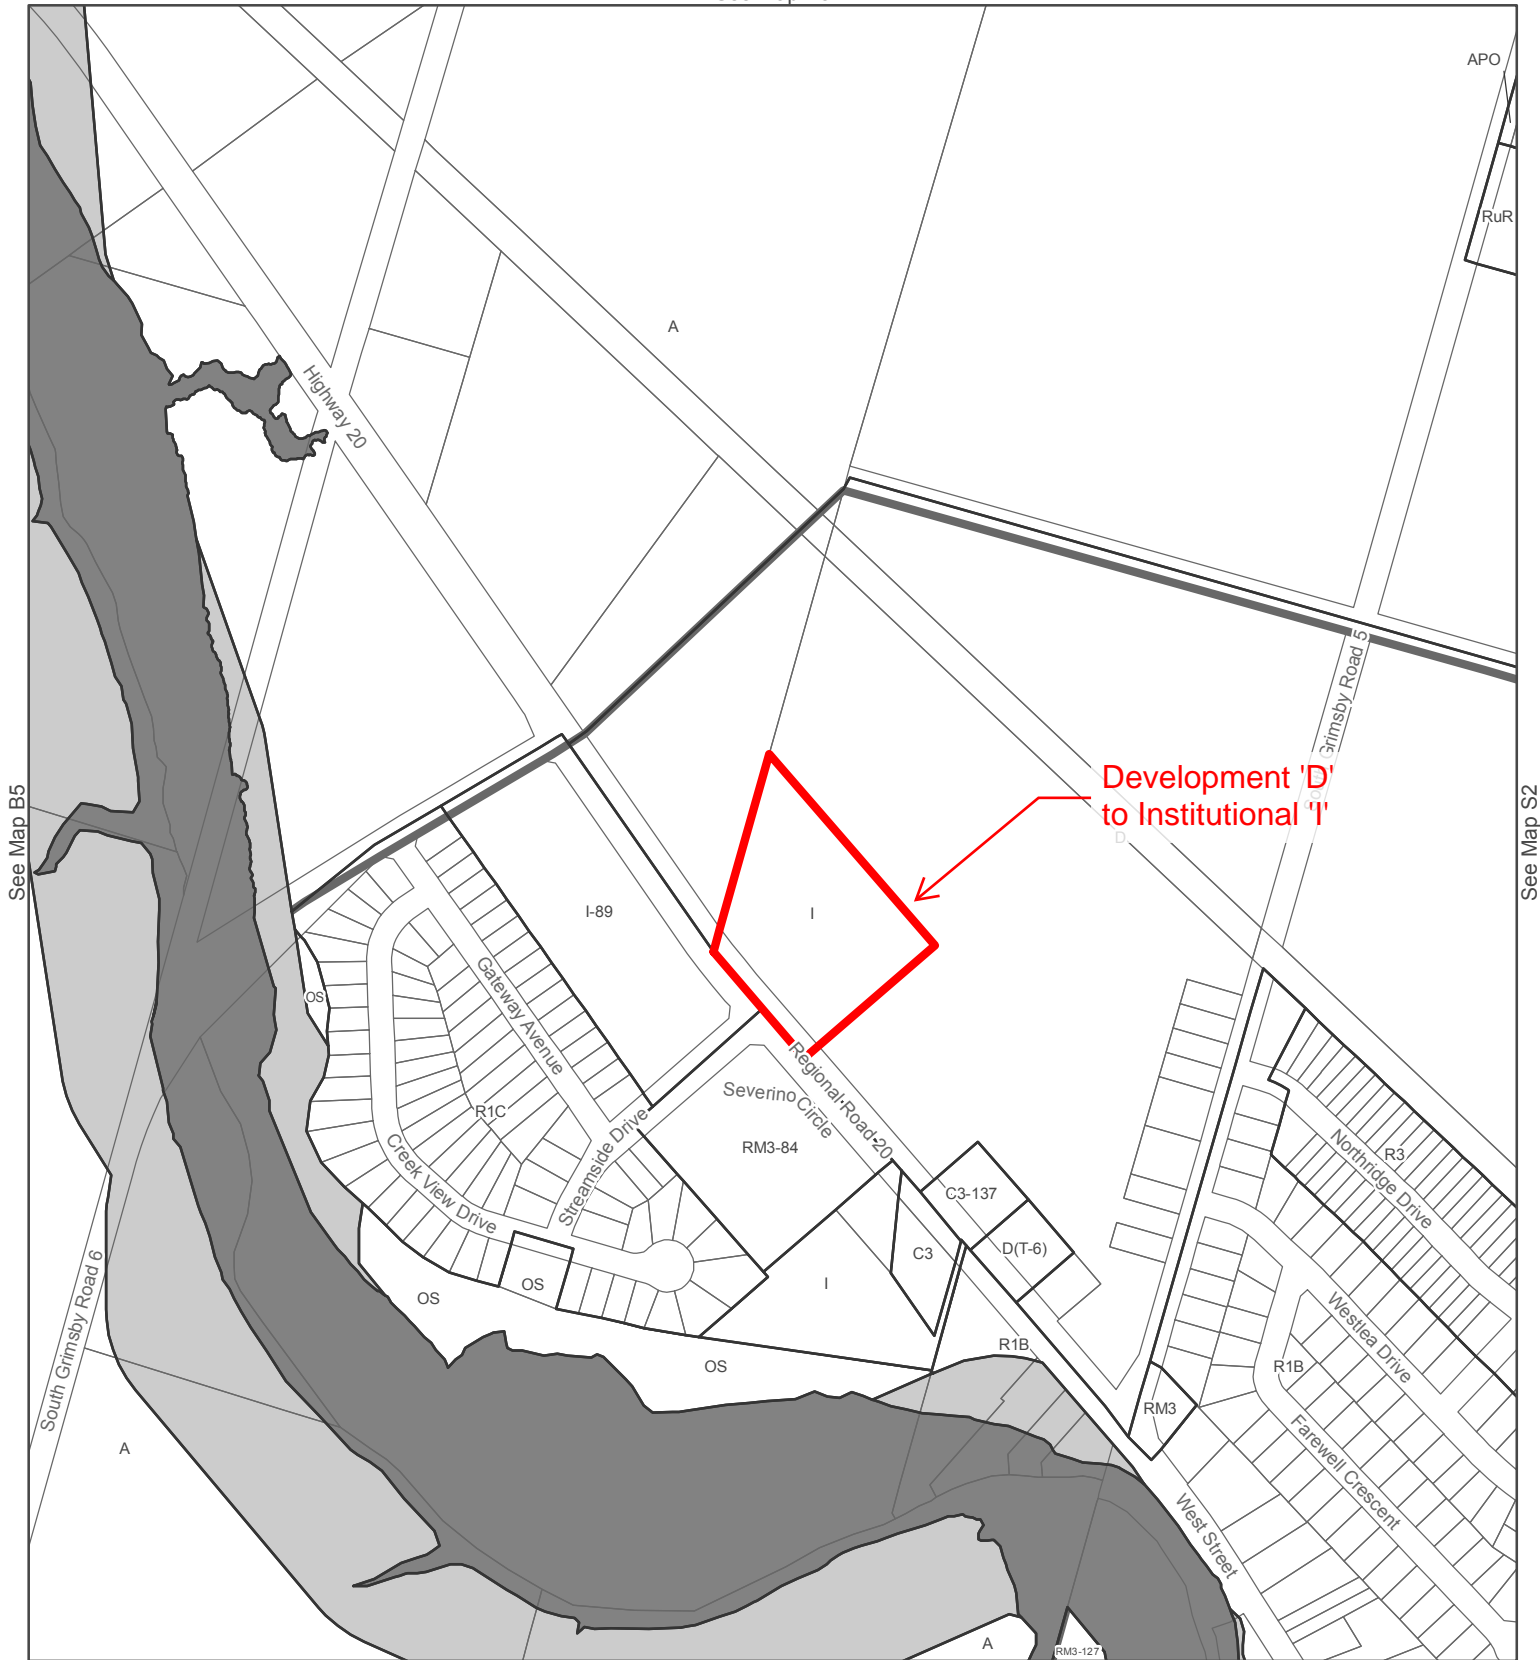 APO
RuR
A
Highway 20
Grimsby Road 5
See Map B5
See Map S2
Development 'D'
to Institutional 'I'
D
I-89
I
OS
Gateway Avenue
R1C
Regional Road 20
Severino Circle
RM3-84
Streamside Drive
Creek View Drive
R3
Northridge Drive
C3-137
D(T-6)
C3
I
OS
OS
OS
South Grimsby Road 6
R1B
R1B
Westlea Drive
RM3
Farewell Crescent
A
West Street
A
RM3-127